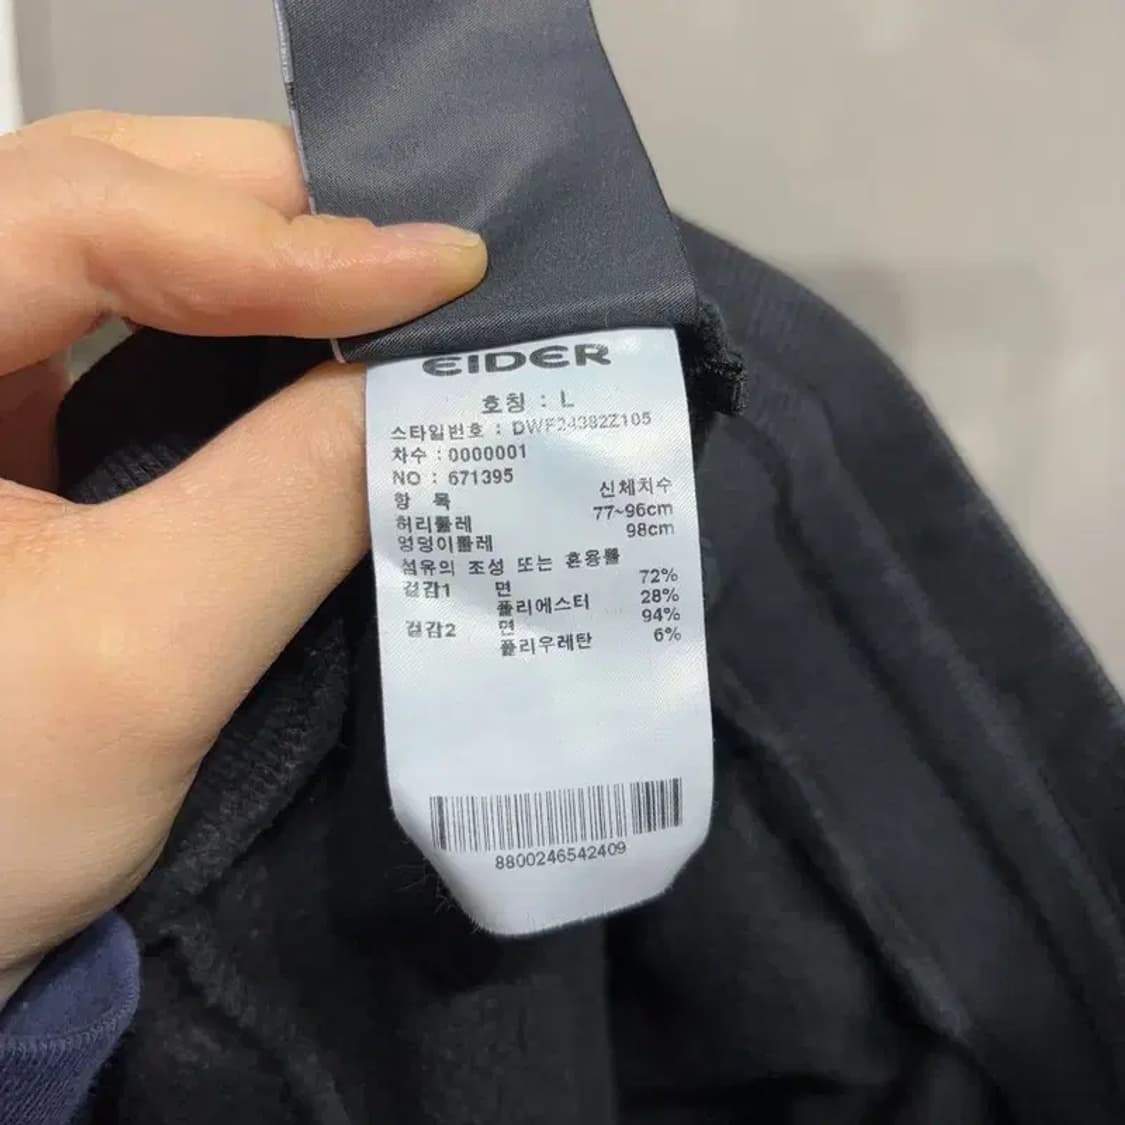 EIDER
호칭 : L
스타일번호 : DWF24382Z105
차수 : 0000001
NO : 671395
항 목 신체치수
허리둘레 77~96cm
엉덩이둘레 98cm
섬유의 조성 또는 혼용률
겉감1 면 72%
폴리에스터 28%
겉감2 면 94%
폴리우레탄 6%
8800246542409